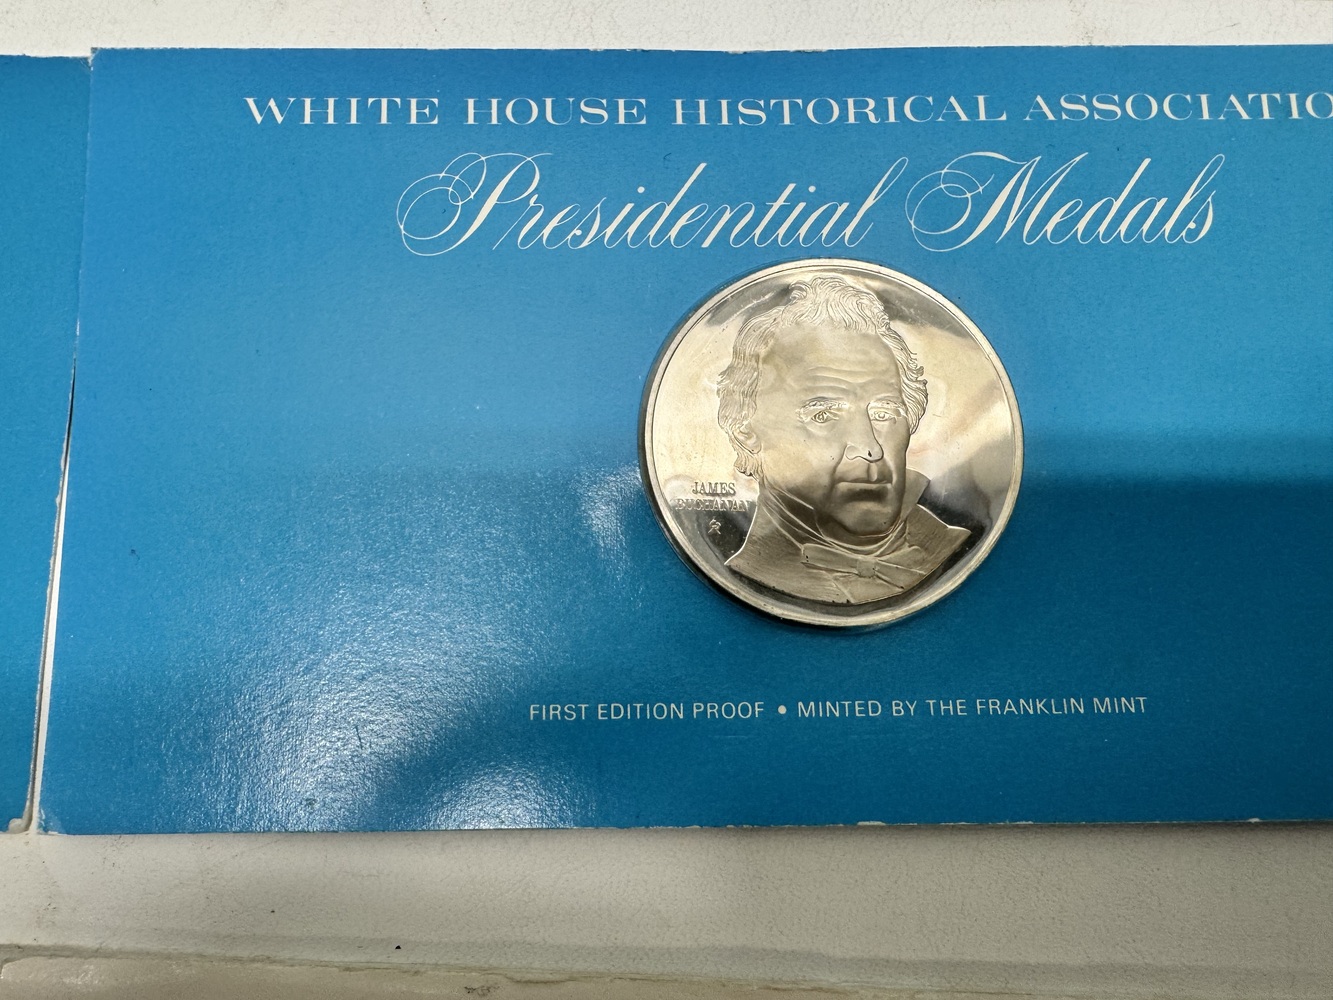 WHITE HOUSE HISTORICAL ASSOCIATIO
Presidential Medals
JAMES
BUCHANAN
FIRST EDITION PROOF • MINTED BY THE FRANKLIN MINT